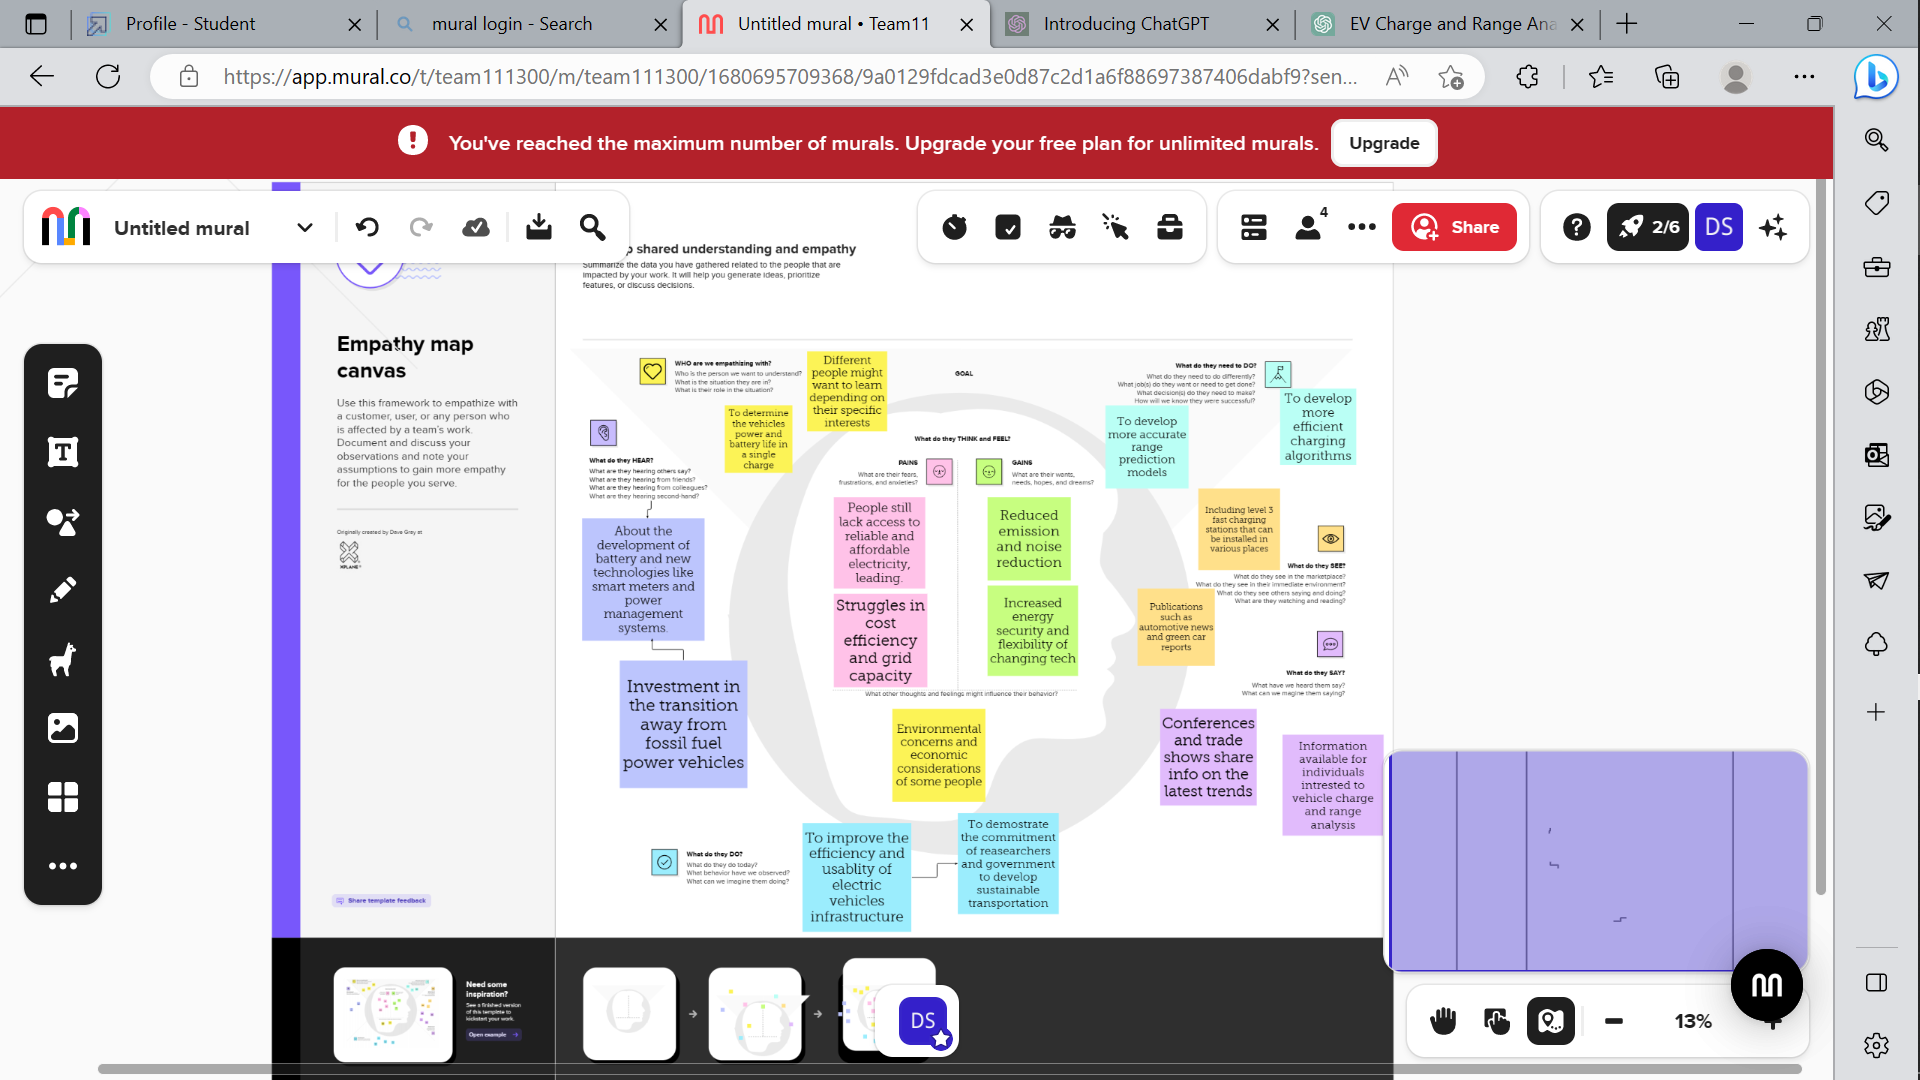 Profile - Student
mural login - Search
Untitled mural • Team11
Introducing ChatGPT
EV Charge and Range Ana
https://app.mural.co/t/team111300/m/team111300/1680695709368/9a0129fdcad3e0d87c2d1a6f88697387406dabf9?sen...
You've reached the maximum number of murals. Upgrade your free plan for unlimited murals.
Upgrade
Untitled mural
4
Share
2/6
DS
shared understanding and empathy
Summarize the data you have gathered related to the people that are
impacted by your work. It will help you generate ideas, prioritize
features, or discuss decisions.
Empathy map
canvas
Use this framework to empathize with
a customer, user, or any person who
is affected by a team's work.
Document and discuss your
observations and note your
assumptions to gain more empathy
for the people you serve.
Originally created by Dave Gray at
XPLANE
Share template feedback
WHO are we empathizing with?
Who is the person we want to understand?
What is the situation they are in?
What is their role in the situation?
Different
people might
want to learn
depending on
their specific
interests
To determine
the vehicles
power and
battery life in
a single
charge
GOAL
What do they need to DO?
What do they need to do differently?
What job(s) do they want or need to get done?
What decision(s) do they need to make?
How will we know they were successful?
To develop
more
efficient
charging
algorithms
To develop
more accurate
range
prediction
models
What do they HEAR?
What are they hearing others say?
What are they hearing from friends?
What are they hearing from colleagues?
What are they hearing second-hand?
About the
development of
battery and new
technologies like
smart meters and
power
management
systems.
Investment in
the transition
away from
fossil fuel
power vehicles
What do they THINK and FEEL?
PAINS
What are their fears,
frustrations, and anxieties?
GAINS
What are their wants,
needs, hopes, and dreams?
People still
lack access to
reliable and
affordable
electricity,
leading.
Struggles in
cost
efficiency
and grid
capacity
Reduced
emission
and noise
reduction
Increased
energy
security and
flexibility of
changing tech
What other thoughts and feelings might influence their behavior?
Environmental
concerns and
economic
considerations
of some people
Including level 3
fast charging
stations that can
be installed in
various places
What do they SEE?
What do they see in the marketplace?
What do they see in their immediate environment?
What do they see others saying and doing?
What are they watching and reading?
Publications
such as
automotive news
and green car
reports
What do they SAY?
What have we heard them say?
What can we imagine them saying?
Conferences
and trade
shows share
info on the
latest trends
Information
available for
individuals
intrested to
vehicle charge
and range
analysis
What do they DO?
What do they do today?
What behavior have we observed?
What can we imagine them doing?
To improve the
efficiency and
usablity of
electric
vehicles
infrastructure
To demostrate
the commitment
of reasearchers
and government
to develop
sustainable
transportation
Need some
inspiration?
See a finished version
of this template to
kickstart your work.
Open example
DS
13%